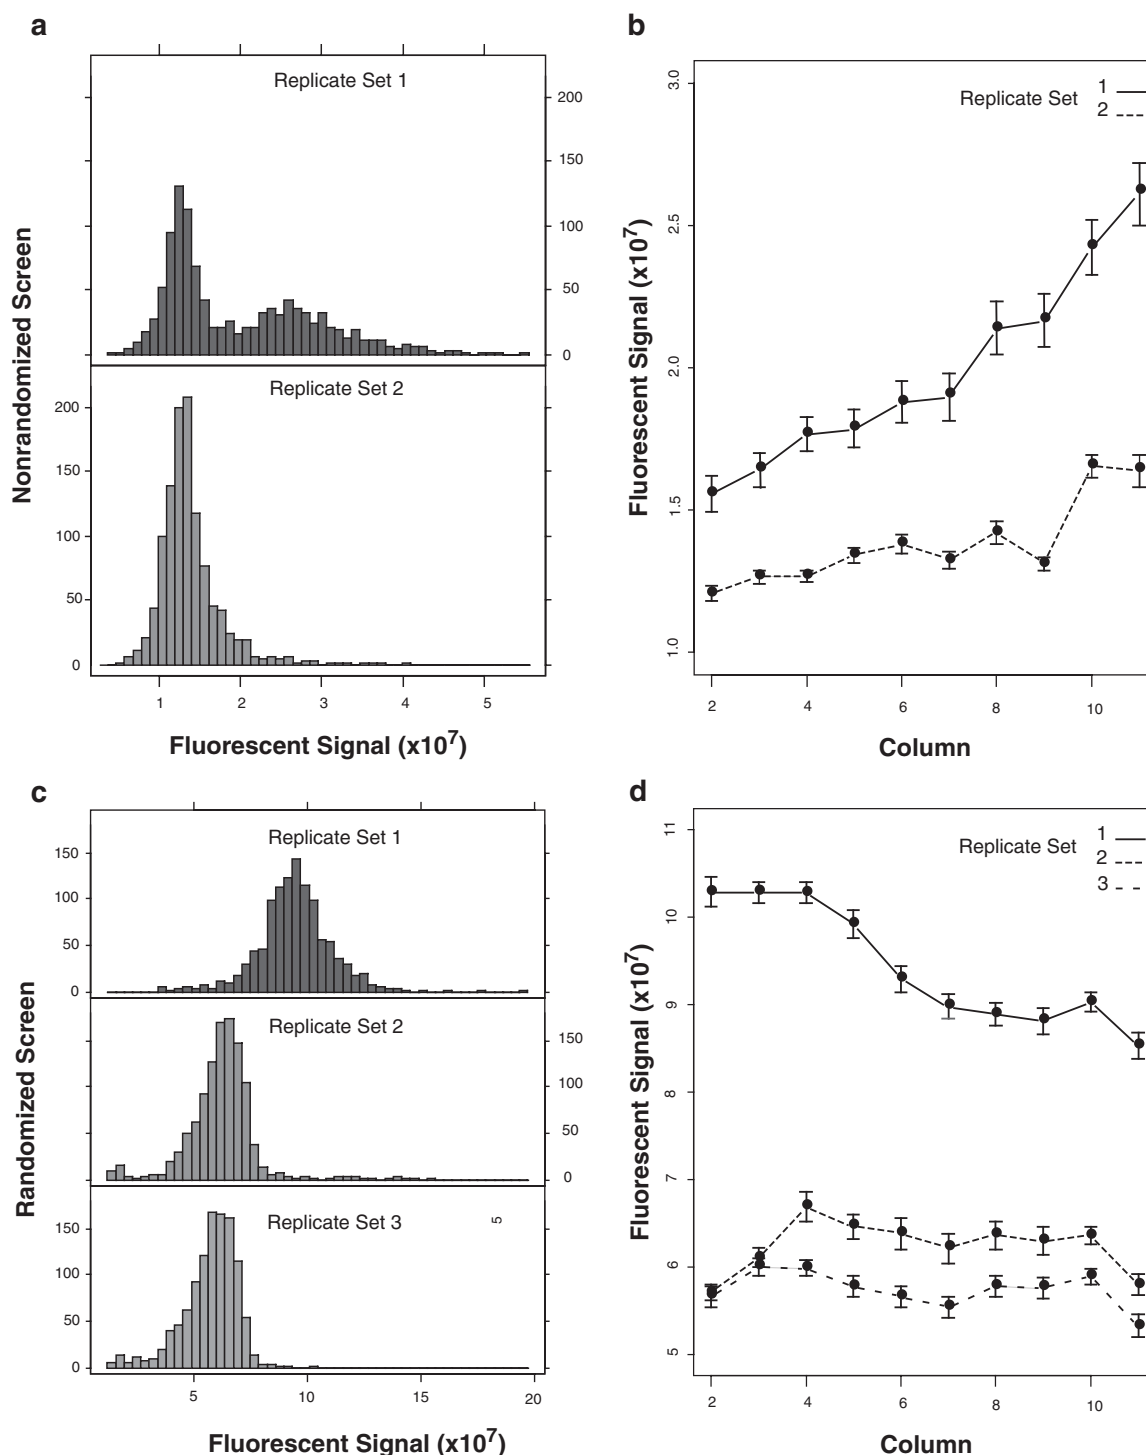 a
Replicate Set 1
200
150
100
50
0
Nonrandomized Screen
Replicate Set 2
200
150
100
50
0
1 2 3 4 5
Fluorescent Signal (x10⁷)
b
Replicate Set 1
2
3.0
2.5
2.0
1.5
1.0
Fluorescent Signal (x10⁷)
2 4 6 8 10
Column
c
Replicate Set 1
150
100
50
0
Randomized Screen
Replicate Set 2
150
100
50
0
Replicate Set 3
5
150
100
50
0
5 10 15 20
Fluorescent Signal (x10⁷)
d
Replicate Set 1
2
3
11
10
9
8
7
6
5
Fluorescent Signal (x10⁷)
2 4 6 8 10
Column